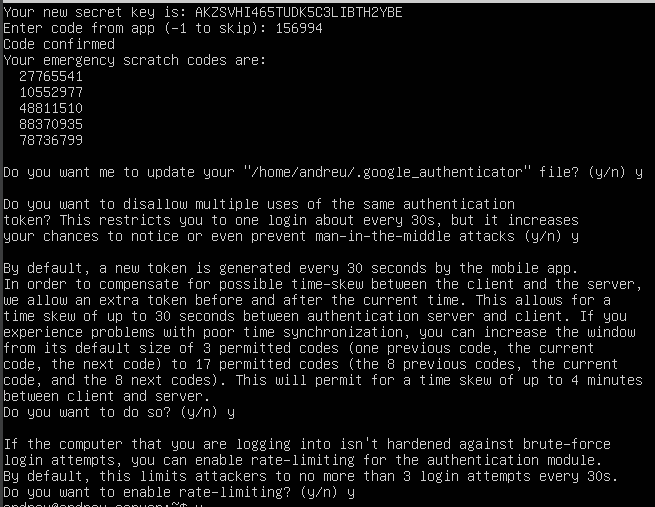 Your new secret key is: AKZSVHI465TUDK5C3LIBTH2YBE
Enter code from app (-1 to skip): 156994
Code confirmed
Your emergency scratch codes are:
27765541
10552977
48811510
88370935
78736799
Do you want me to update your "/home/andreu/.google_authenticator" file? (y/n) y
Do you want to disallow multiple uses of the same authentication
token? This restricts you to one login about every 30s, but it increases
your chances to notice or even prevent man-in-the-middle attacks (y/n) y
By default, a new token is generated every 30 seconds by the mobile app.
In order to compensate for possible time-skew between the client and the server,
we allow an extra token before and after the current time. This allows for a
time skew of up to 30 seconds between authentication server and client. If you
experience problems with poor time synchronization, you can increase the window
from its default size of 3 permitted codes (one previous code, the current
code, the next code) to 17 permitted codes (the 8 previous codes, the current
code, and the 8 next codes). This will permit for a time skew of up to 4 minutes
between client and server.
Do you want to do so? (y/n) y
If the computer that you are logging into isn't hardened against brute-force
login attempts, you can enable rate-limiting for the authentication module.
By default, this limits attackers to no more than 3 login attempts every 30s.
Do you want to enable rate-limiting? (y/n) y